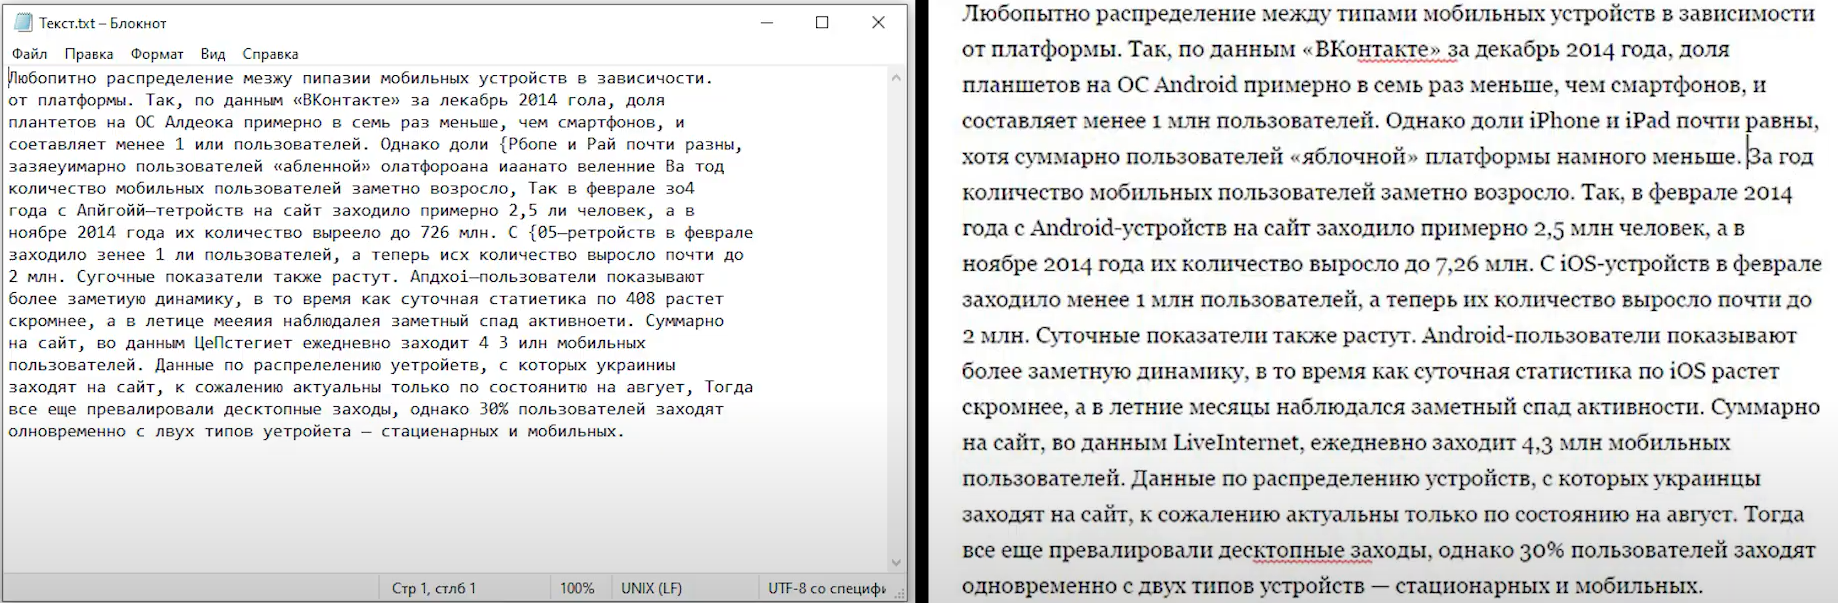 Текст.txt – Блокнот
Файл Правка Формат Вид Справка
Любопитно распределение мезжу пипазии мобильных устройств в зависичости.
от платформы. Так, по данным «ВКонтакте» за лекабрь 2014 гола, доля
плантетов на ОС Алдеока примерно в семь раз меньше, чем смартфонов, и
соетавляет менее 1 или пользователей. Однако доли {Рбопе и Рай почти разны,
зазяеуимарно пользователей «абленной» олатфороана иаанато веленние Ва тод
количество мобильных пользователей заметно возросло, Так в феврале зо4
года с Апйгойй—тетройств на сайт заходило примерно 2,5 ли человек, а в
ноябре 2014 года их количество выреело до 726 млн. С {05—ретройств в феврале
заходило зенее 1 ли пользователей, а теперь исх количество выросло почти до
2 млн. Сугочные показатели также растут. Апдхоі—пользователи показывают
более заметиую динамику, в то время как суточная статиетика по 408 растет
скромнее, а в летице мееяия наблюдалея заметный спад активноети. Суммарно
на сайт, во данным ЦеПстегиет ежедневно заходит 4 3 илн мобильных
пользователей. Данные по распрелелению уетройетв, с которых украиниы
заходят на сайт, к сожалению актуальны только по состоянитю на авгует, Тогда
все еще превалировали десктопные заходы, однако 30% пользователей заходят
олновременно с лвух типов уетройета — стациенарных и мобильных.
Стр 1, стлб 1 100% UNIX (LF) UTF-8 со специфи
Любопытно распределение между типами мобильных устройств в зависимости
от платформы. Так, по данным «ВКонтакте» за декабрь 2014 года, доля
планшетов на ОС Android примерно в семь раз меньше, чем смартфонов, и
составляет менее 1 млн пользователей. Однако доли iPhone и iPad почти равны,
хотя суммарно пользователей «яблочной» платформы намного меньше. За год
количество мобильных пользователей заметно возросло. Так, в феврале 2014
года с Android-устройств на сайт заходило примерно 2,5 млн человек, а в
ноябре 2014 года их количество выросло до 7,26 млн. С iOS-устройств в феврале
заходило менее 1 млн пользователей, а теперь их количество выросло почти до
2 млн. Суточные показатели также растут. Android-пользователи показывают
более заметную динамику, в то время как суточная статистика по iOS растет
скромнее, а в летние месяцы наблюдался заметный спад активности. Суммарно
на сайт, во данным LiveInternet, ежедневно заходит 4,3 млн мобильных
пользователей. Данные по распределению устройств, с которых украинцы
заходят на сайт, к сожалению актуальны только по состоянию на август. Тогда
все еще превалировали десктопные заходы, однако 30% пользователей заходят
одновременно с двух типов устройств — стационарных и мобильных.